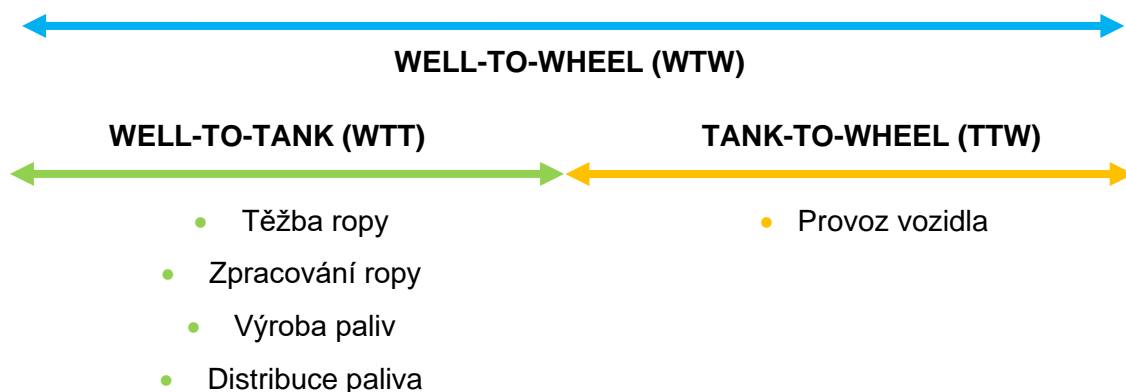 WELL-TO-WHEEL (WTW)
WELL-TO-TANK (WTT)
TANK-TO-WHEEL (TTW)
• Těžba ropy
• Zpracování ropy
• Výroba paliv
• Distribuce paliva
• Provoz vozidla